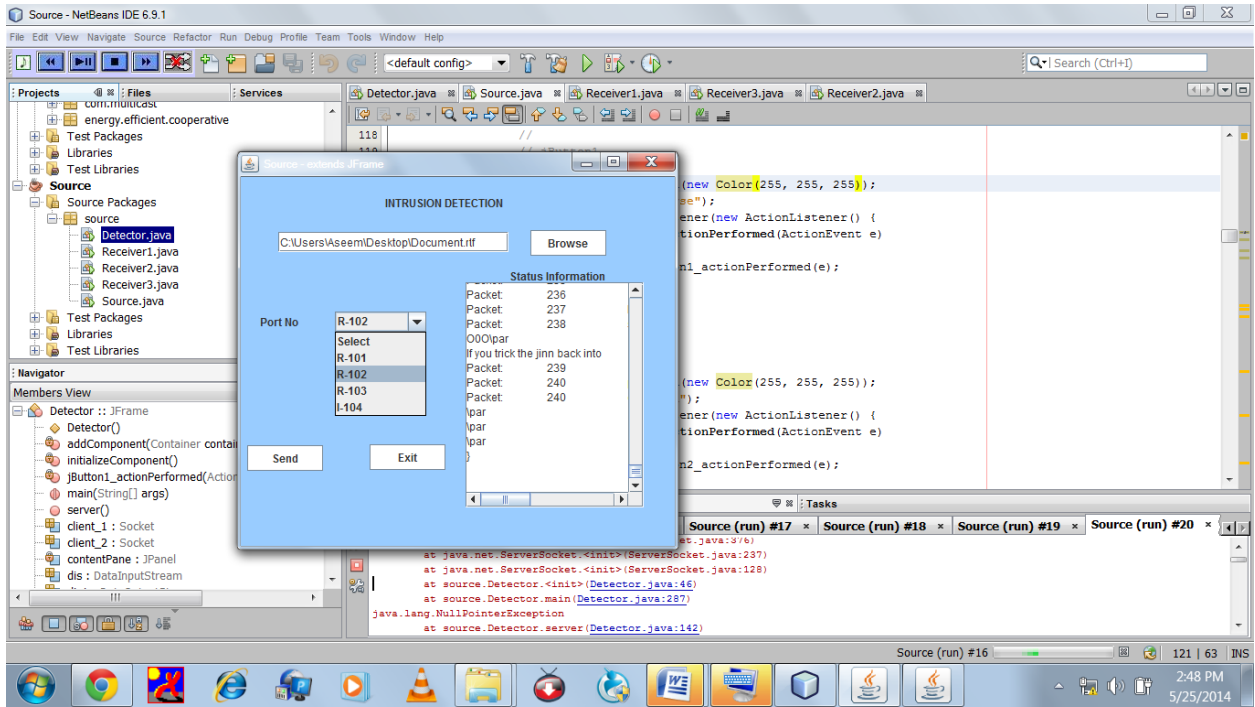 Source - NetBeans IDE 6.9.1
File Edit View Navigate Source Refactor Run Debug Profile Team Tools Window Help
<default config>
Search (Ctrl+I)
Projects
Files
Services
Detector.java
Source.java
Receiver1.java
Receiver3.java
Receiver2.java
com.multicast
energy.efficient.cooperative
Test Packages
Libraries
Test Libraries
Source
Source Packages
source
Detector.java
Receiver1.java
Receiver2.java
Receiver3.java
Source.java
Test Packages
Libraries
Test Libraries
Navigator
Members View
Detector :: JFrame
Detector()
addComponent(Container contai
initializeComponent()
jButton1_actionPerformed(Action
main(String[] args)
server()
client_1 : Socket
client_2 : Socket
contentPane : JPanel
dis : DataInputStream
118 //
119 // jButton1
(new Color(255, 255, 255));
se");
ener(new ActionListener() {
tionPerformed(ActionEvent e)
n1_actionPerformed(e);
(new Color(255, 255, 255));
");
ener(new ActionListener() {
tionPerformed(ActionEvent e)
n2_actionPerformed(e);
Source - extends JFrame
INTRUSION DETECTION
C:\Users\Aseem\Desktop\Document.rtf
Browse
Status Information
Packet: 236
Packet: 237
Packet: 238
O0O\par
If you trick the jinn back into
Packet: 239
Packet: 240
Packet: 240
\par
\par
\par
}
Port No
R-102
Select
R-101
R-102
R-103
I-104
Send
Exit
Tasks
Source (run) #17
Source (run) #18
Source (run) #19
Source (run) #20
et.java:376)
at java.net.ServerSocket.<init>(ServerSocket.java:237)
at java.net.ServerSocket.<init>(ServerSocket.java:128)
at source.Detector.<init>(Detector.java:46)
at source.Detector.main(Detector.java:287)
java.lang.NullPointerException
at source.Detector.server(Detector.java:142)
Source (run) #16
121 | 63
INS
2:48 PM
5/25/2014